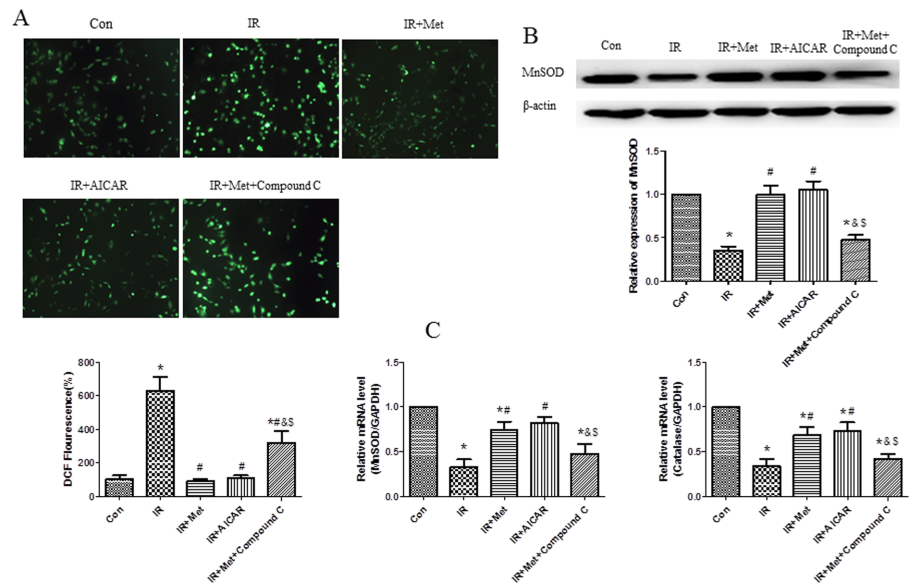 A
Con
IR
IR+Met
IR+AICAR
IR+Met+Compound C
DCF Flourescence(%)
800
600
400
200
0
*
#
#
*#&$
Con
IR
IR+Met
IR+AICAR
IR+Met+Compound C
B
Con
IR
IR+Met
IR+AICAR
IR+Met+
Compound C
MnSOD
β-actin
Relative expression of MnSOD
1.5
1.0
0.5
0.0
*
#
#
*&$
Con
IR
IR+Met
IR+AICAR
IR+Met+Compound C
C
Relative mRNA level
(MnSOD/GAPDH)
1.5
1.0
0.5
0.0
*
*#
#
*&$
Con
IR
IR+Met
IR+AICAR
IR+Met+Compound C
Relative mRNA level
(Catalase/GAPDH)
1.5
1.0
0.5
0.0
*
*#
*#
*&$
Con
IR
IR+Met
IR+AICAR
IR+Met+Compound C